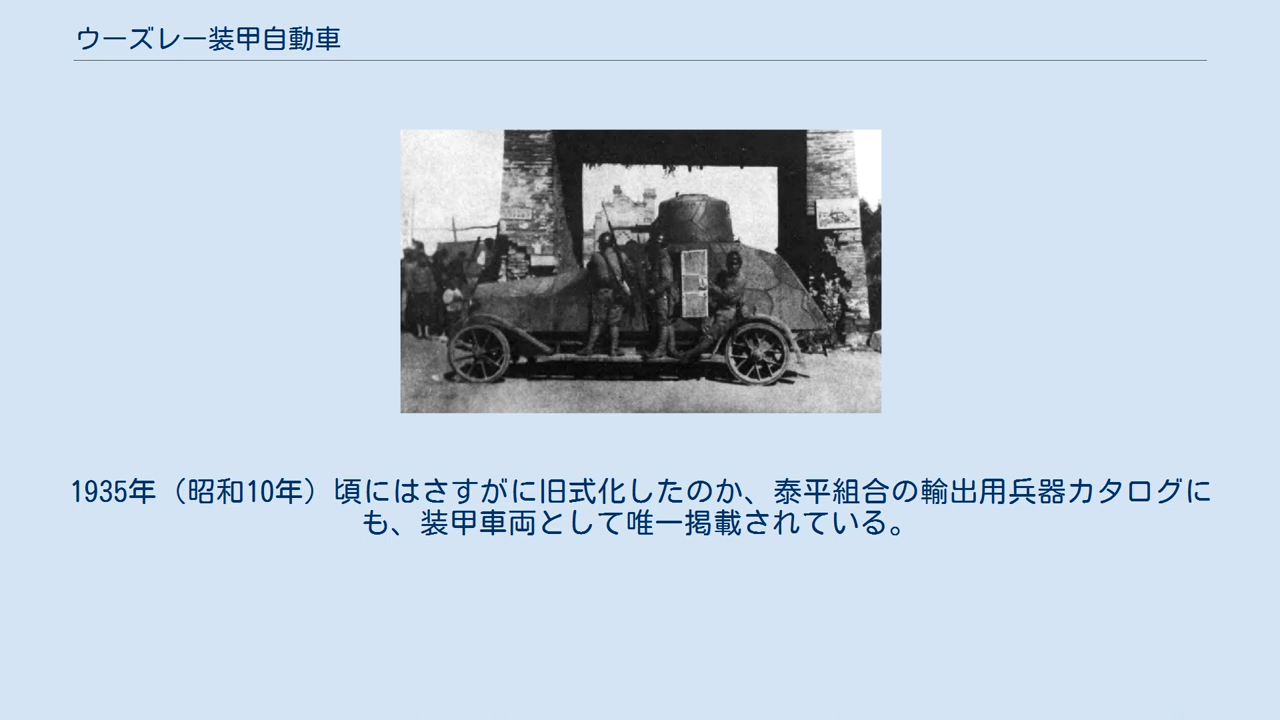 ウーズレー装甲自動車
1935年（昭和10年）頃にはさすがに旧式化したのか、泰平組合の輸出用兵器カタログに
も、装甲車両として唯一掲載されている。